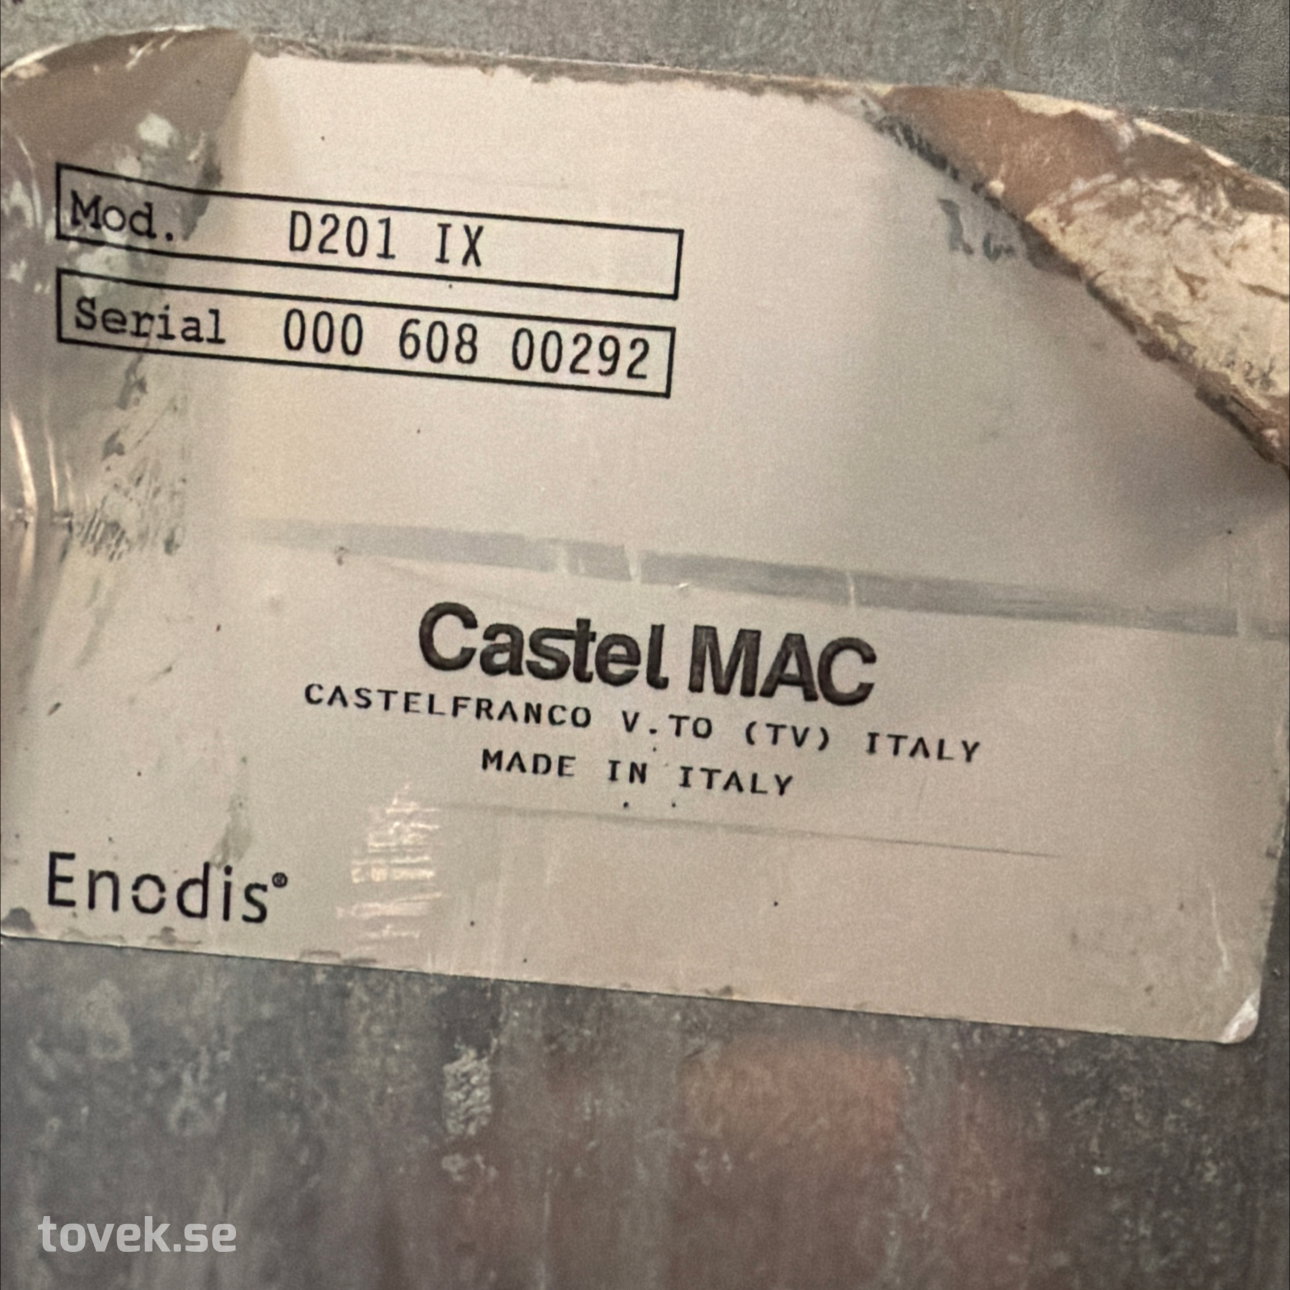 Mod. D201 IX
Serial 000 608 00292
Castel MAC
CASTELFRANCO V.TO (TV) ITALY
MADE IN ITALY
Enodis®
tovek.se